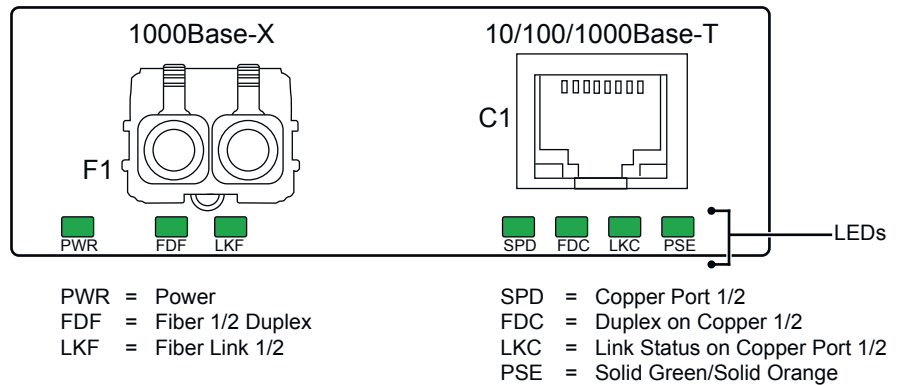 1000Base-X
10/100/1000Base-T
F1
C1
PWR
FDF
LKF
SPD
FDC
LKC
PSE
LEDs
PWR = Power
FDF = Fiber 1/2 Duplex
LKF = Fiber Link 1/2
SPD = Copper Port 1/2
FDC = Duplex on Copper 1/2
LKC = Link Status on Copper Port 1/2
PSE = Solid Green/Solid Orange